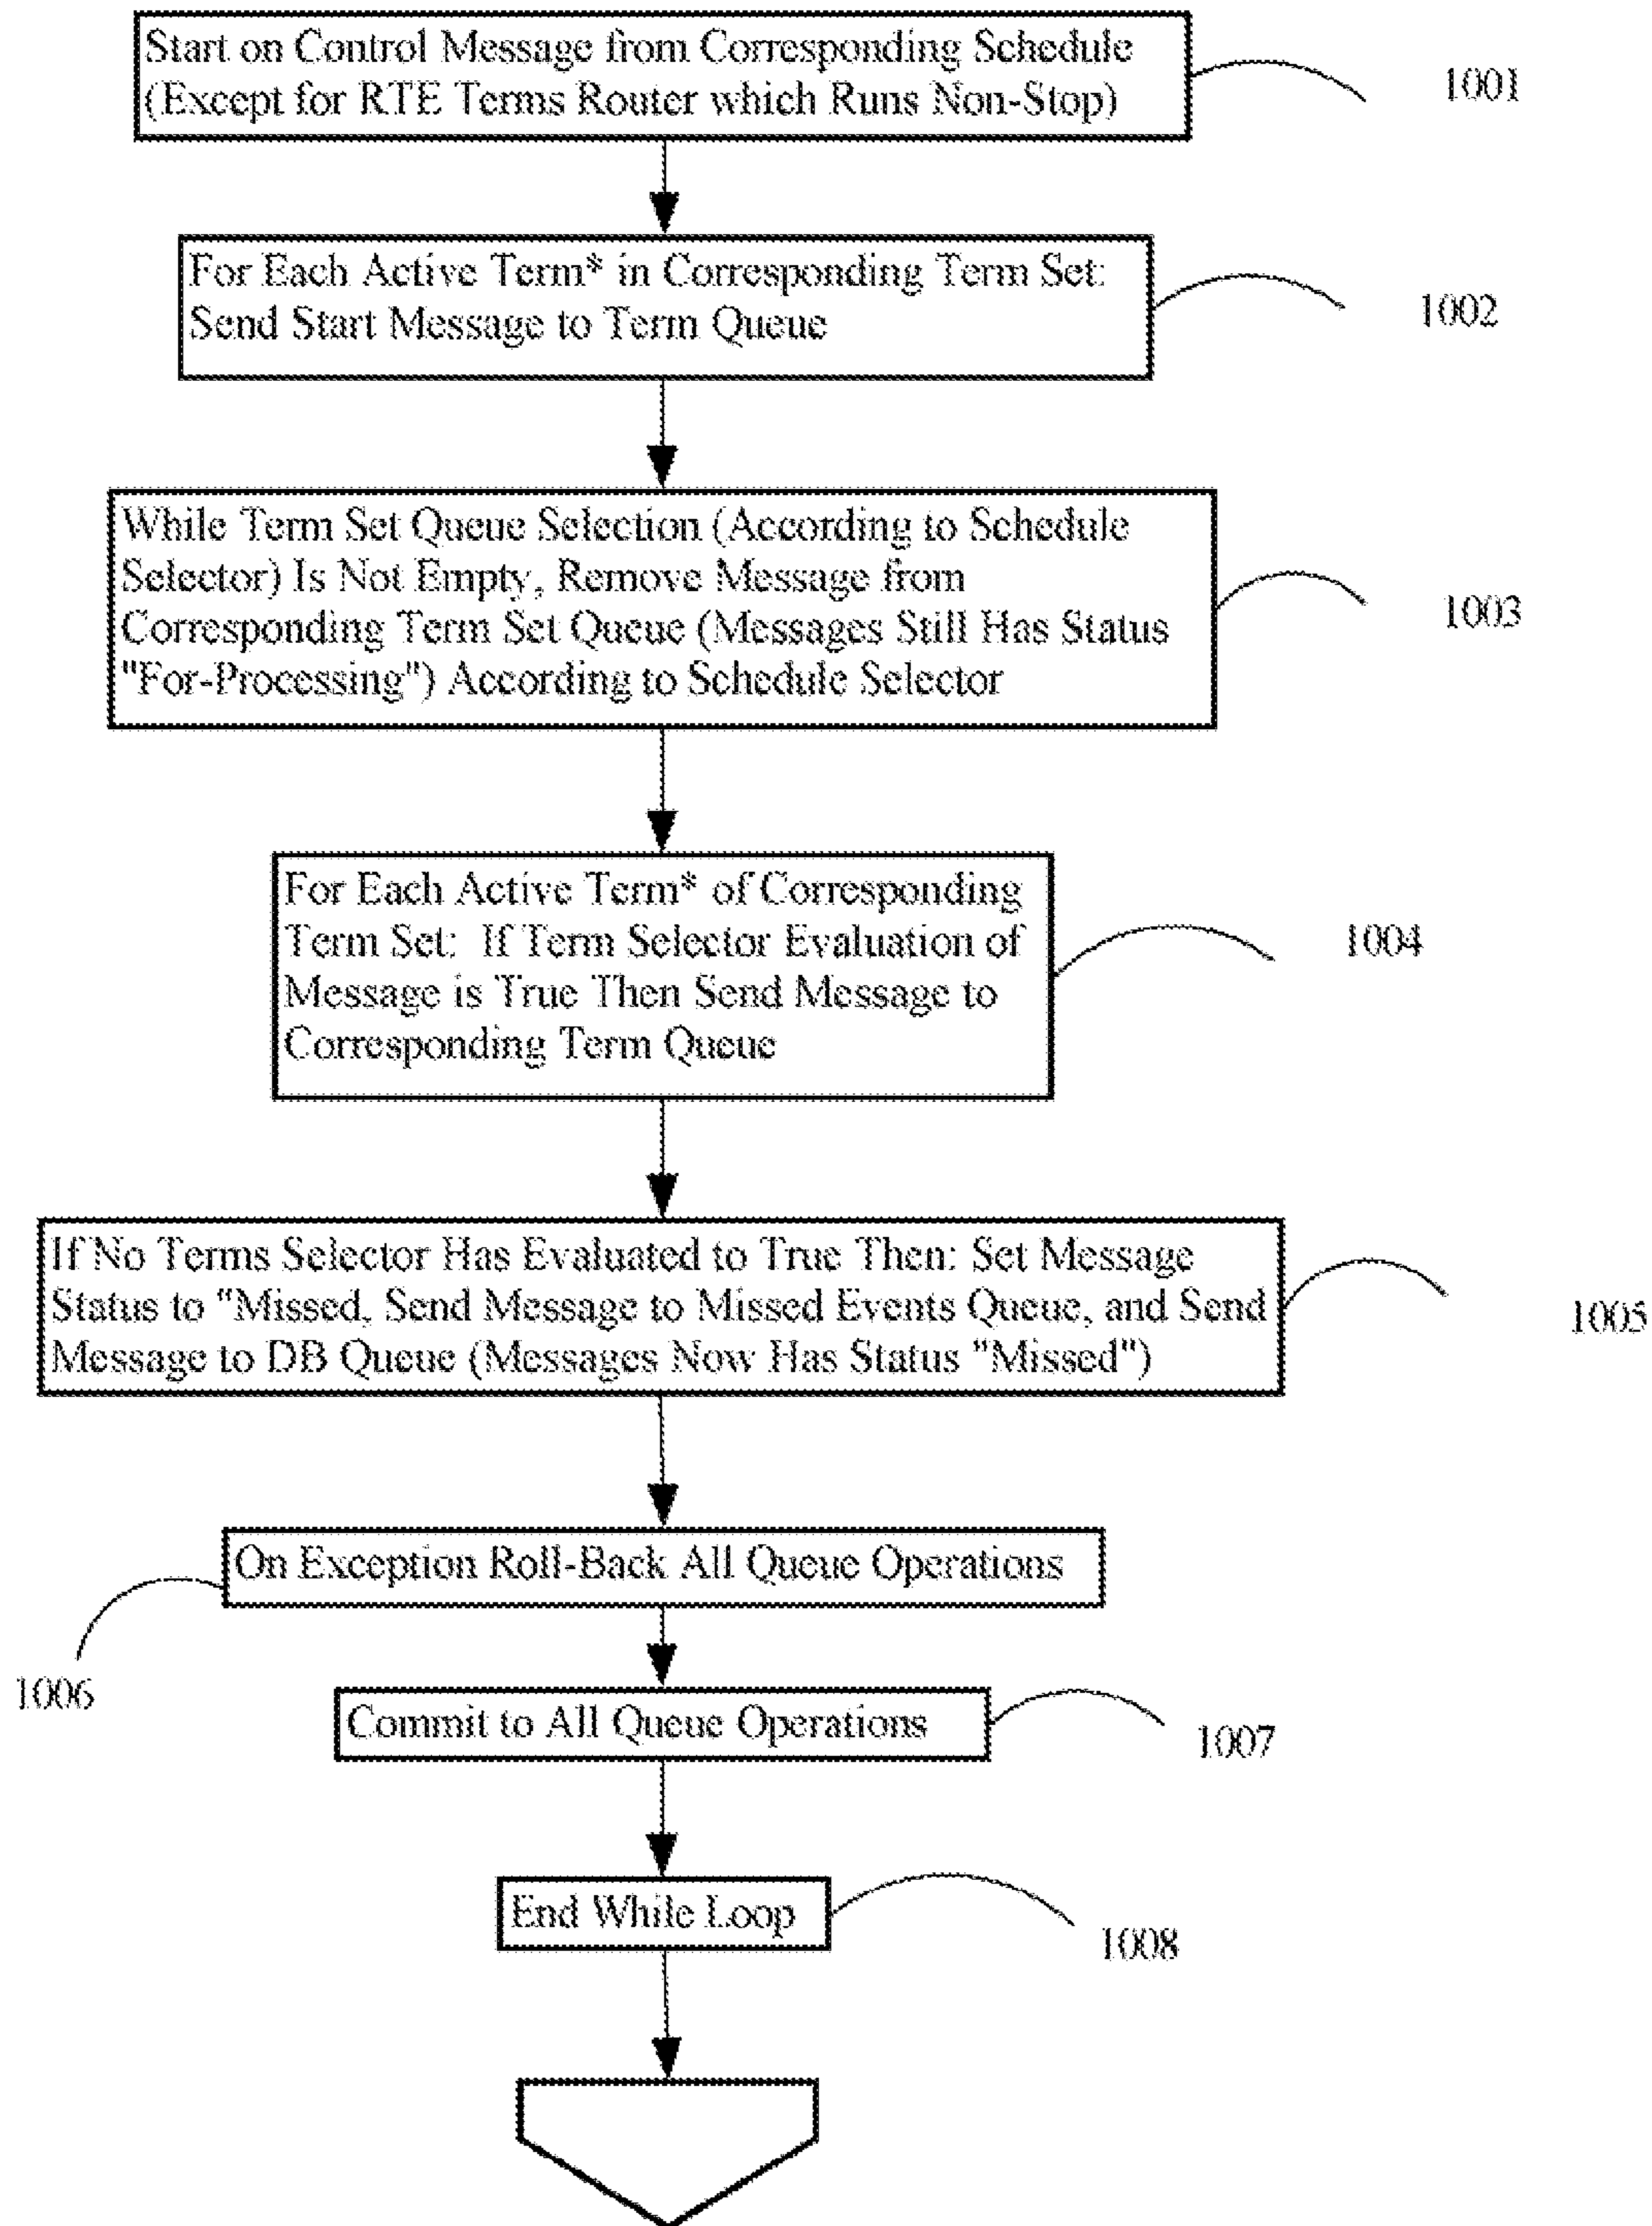 Start on Control Message from Corresponding Schedule
(Except for RTE Terms Router which Runs Non-Stop)
1001
For Each Active Term* in Corresponding Term Set:
Send Start Message to Term Queue
1002
While Term Set Queue Selection (According to Schedule
Selector) Is Not Empty, Remove Message from
Corresponding Term Set Queue (Messages Still Has Status
"For-Processing") According to Schedule Selector
1003
For Each Active Term* of Corresponding
Term Set: If Term Selector Evaluation of
Message is True Then Send Message to
Corresponding Term Queue
1004
If No Terms Selector Has Evaluated to True Then: Set Message
Status to "Missed, Send Message to Missed Events Queue, and Send
Message to DB Queue (Messages Now Has Status "Missed")
1005
On Exception Roll-Back All Queue Operations
1006
Commit to All Queue Operations
1007
End While Loop
1008